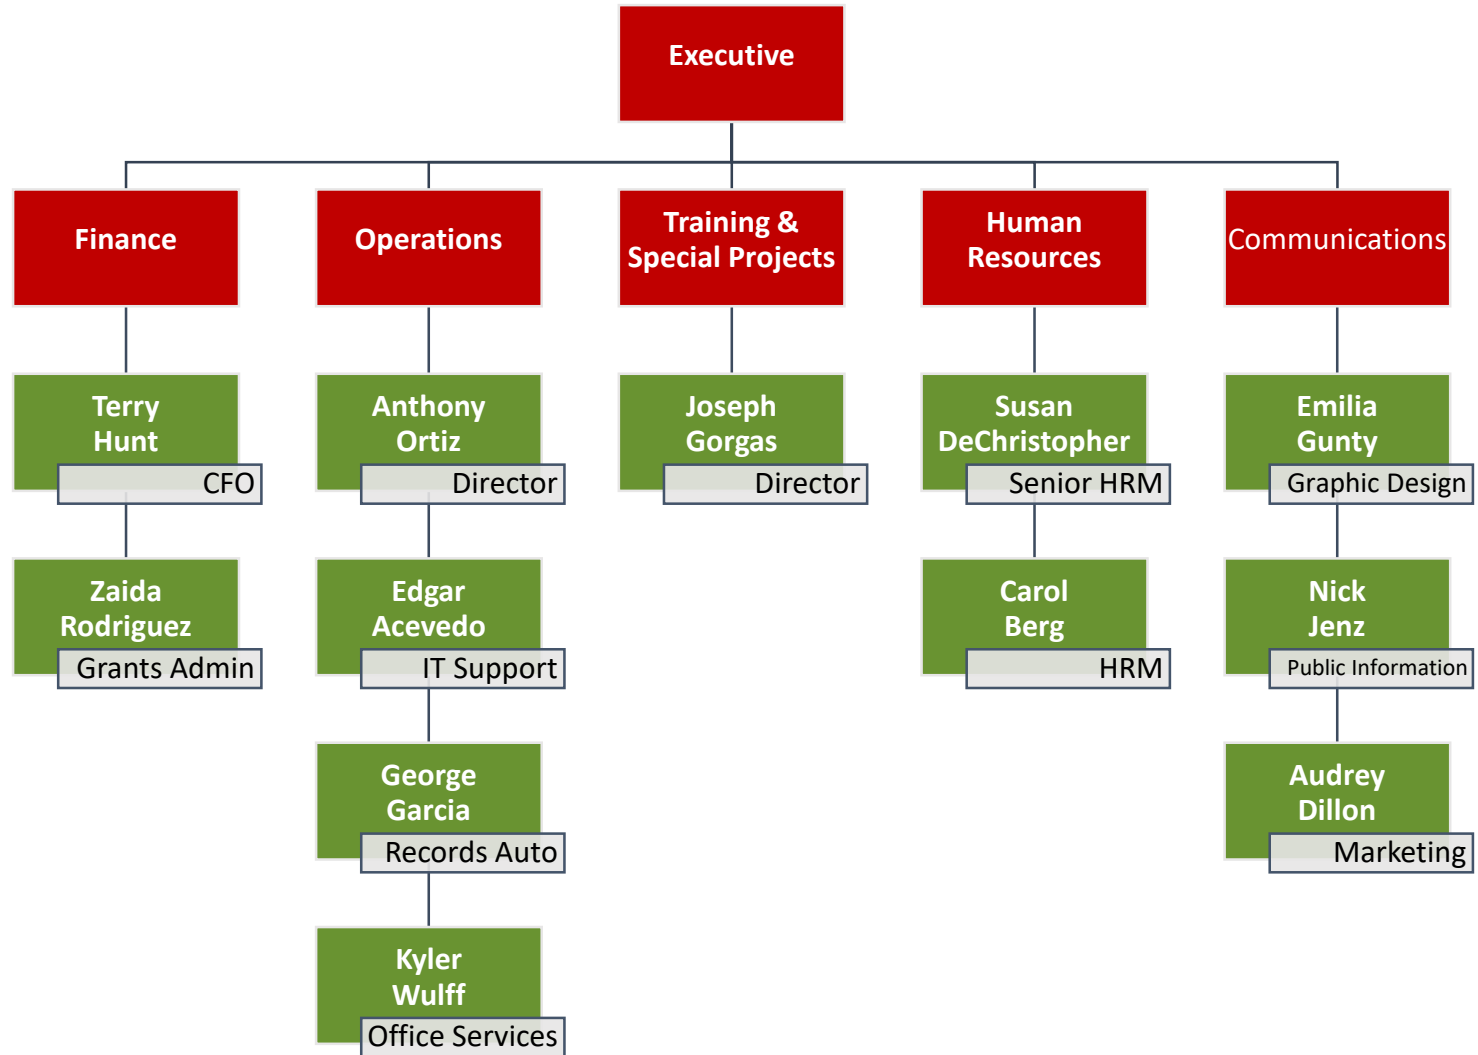 Executive
Finance
Operations
Training &
Special Projects
Human
Resources
Communications
Terry
Hunt
CFO
Anthony
Ortiz
Director
Joseph
Gorgas
Director
Susan
DeChristopher
Senior HRM
Emilia
Gunty
Graphic Design
Zaida
Rodriguez
Grants Admin
Edgar
Acevedo
IT Support
Carol
Berg
HRM
Nick
Jenz
Public Information
George
Garcia
Records Auto
Audrey
Dillon
Marketing
Kyler
Wulff
Office Services